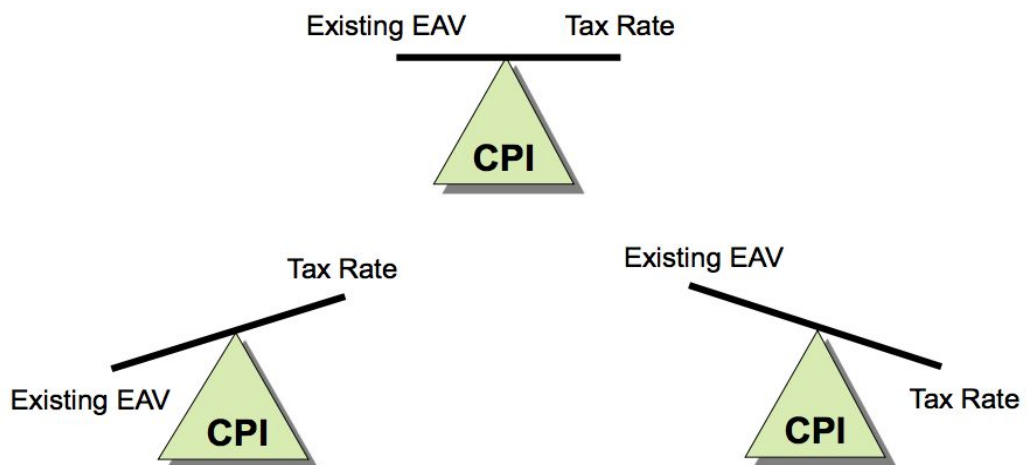 Existing EAV
Tax Rate
CPI
Tax Rate
Existing EAV
CPI
Existing EAV
Tax Rate
CPI